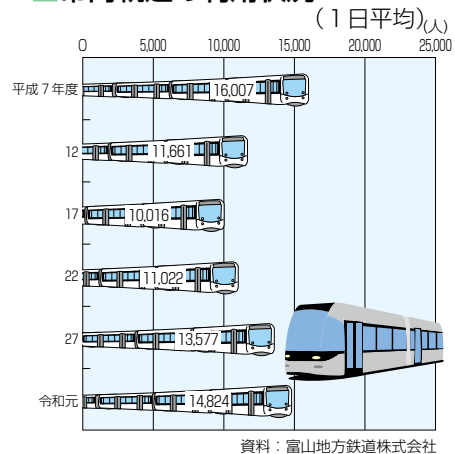 （１日平均）
(人)
0 5,000 10,000 15,000 20,000 25,000
平成７年度 16,007
12 11,661
17 10,016
22 11,022
27 13,577
令和元 14,824
資料：富山地方鉄道株式会社